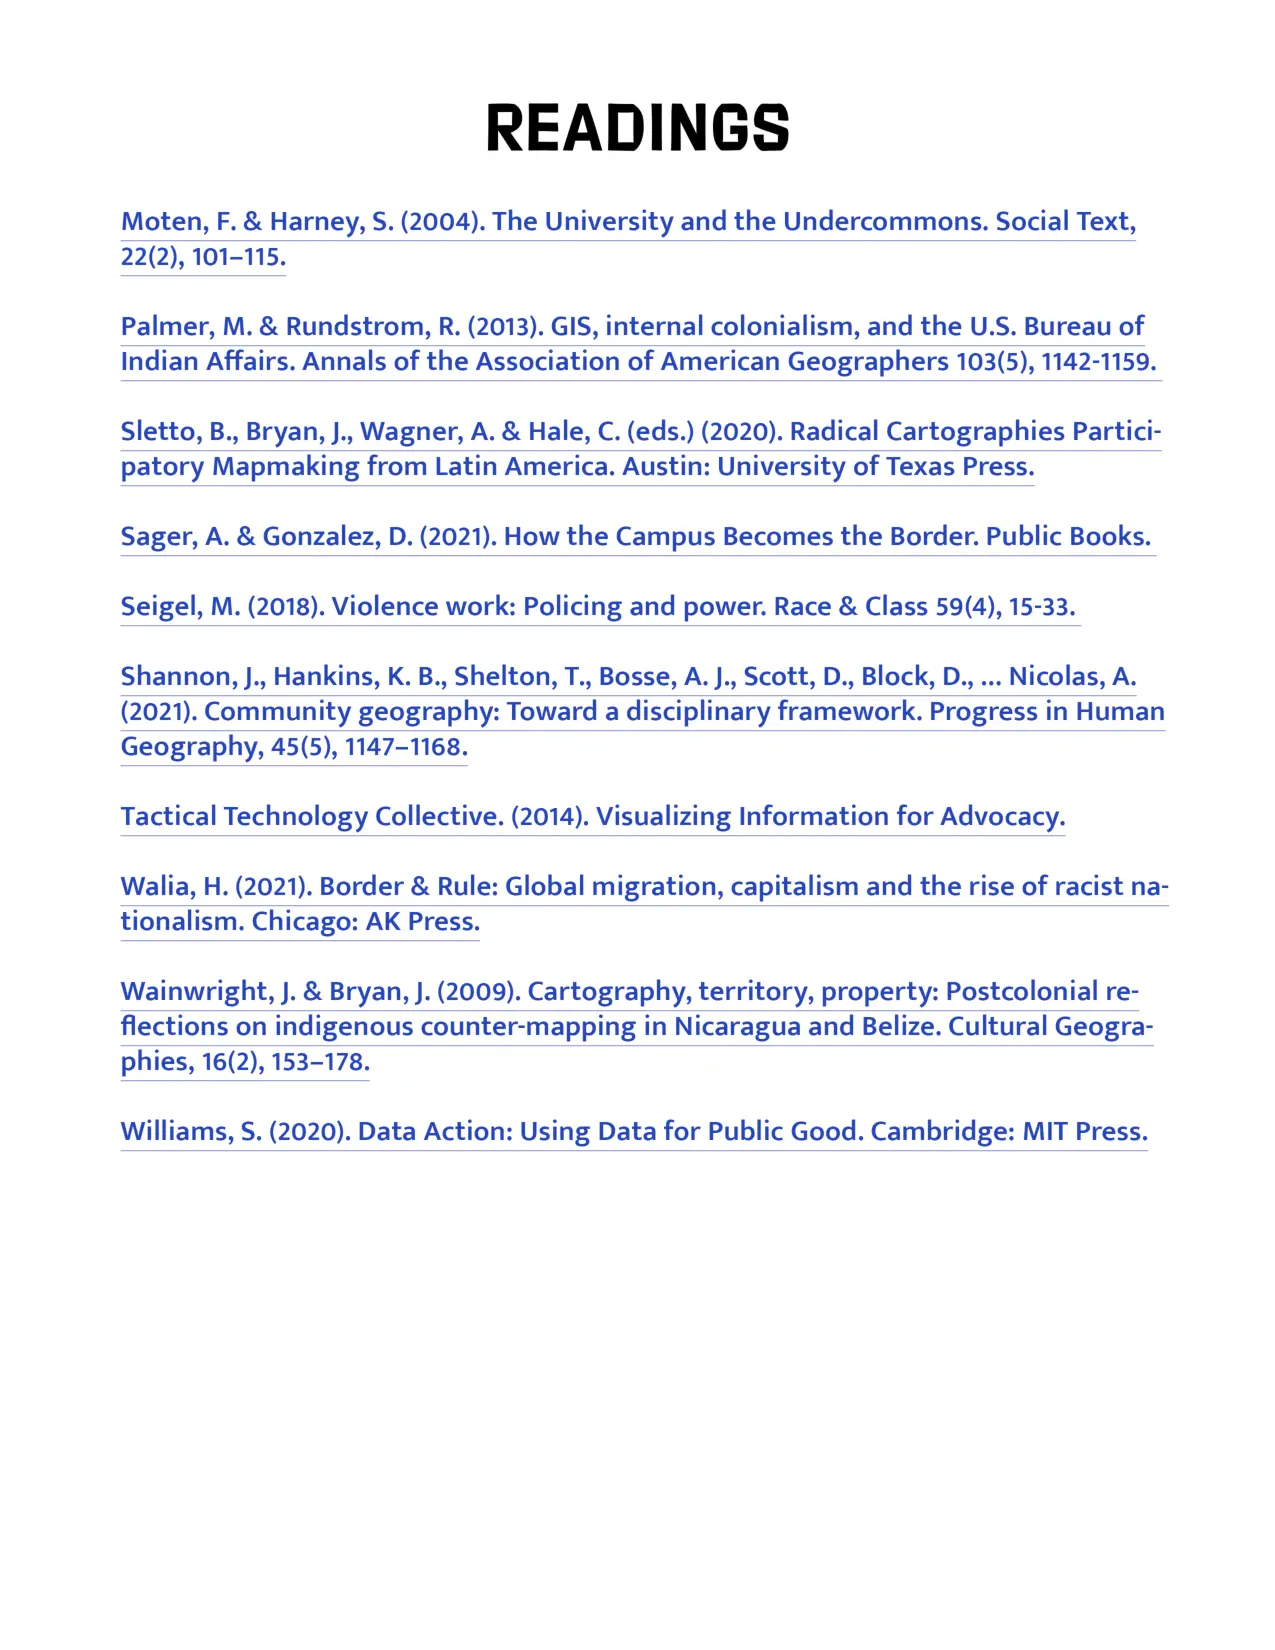 READINGS
Moten, F. & Harney, S. (2004). The University and the Undercommons. Social Text,
22(2), 101–115.
Palmer, M. & Rundstrom, R. (2013). GIS, internal colonialism, and the U.S. Bureau of
Indian Affairs. Annals of the Association of American Geographers 103(5), 1142-1159.
Sletto, B., Bryan, J., Wagner, A. & Hale, C. (eds.) (2020). Radical Cartographies Partici-
patory Mapmaking from Latin America. Austin: University of Texas Press.
Sager, A. & Gonzalez, D. (2021). How the Campus Becomes the Border. Public Books.
Seigel, M. (2018). Violence work: Policing and power. Race & Class 59(4), 15-33.
Shannon, J., Hankins, K. B., Shelton, T., Bosse, A. J., Scott, D., Block, D., ... Nicolas, A.
(2021). Community geography: Toward a disciplinary framework. Progress in Human
Geography, 45(5), 1147–1168.
Tactical Technology Collective. (2014). Visualizing Information for Advocacy.
Walia, H. (2021). Border & Rule: Global migration, capitalism and the rise of racist na-
tionalism. Chicago: AK Press.
Wainwright, J. & Bryan, J. (2009). Cartography, territory, property: Postcolonial re-
flections on indigenous counter-mapping in Nicaragua and Belize. Cultural Geogra-
phies, 16(2), 153–178.
Williams, S. (2020). Data Action: Using Data for Public Good. Cambridge: MIT Press.